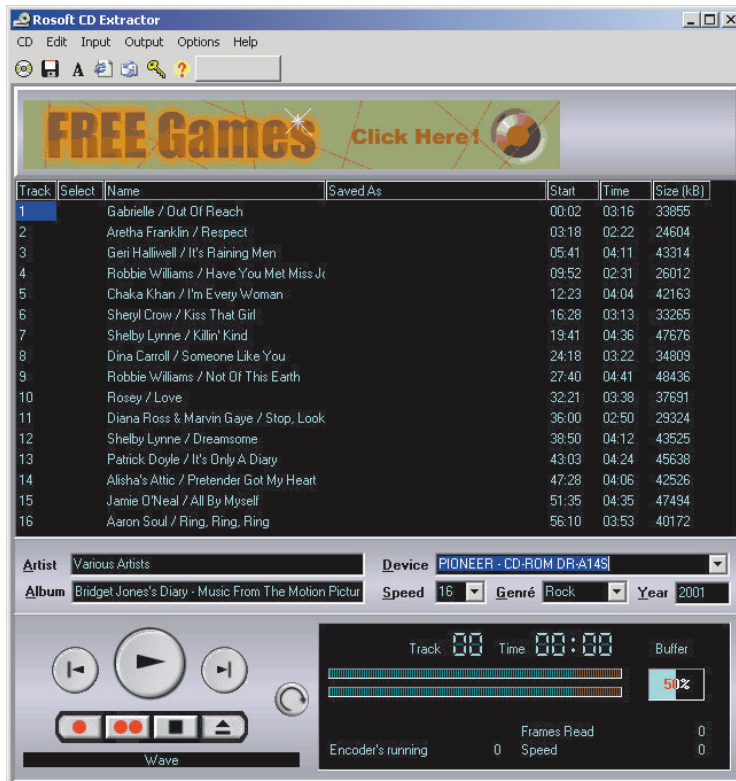 Rosoft CD Extractor
CD Edit Input Output Options Help
FREE Games Click Here!
Track Select Name Saved As Start Time Size (kB)
1 Gabrielle / Out Of Reach 00:02 03:16 33855
2 Aretha Franklin / Respect 03:18 02:22 24604
3 Geri Halliwell / It's Raining Men 05:41 04:11 43314
4 Robbie Williams / Have You Met Miss Jo 09:52 02:31 26012
5 Chaka Khan / I'm Every Woman 12:23 04:04 42163
6 Sheryl Crow / Kiss That Girl 16:28 03:13 33265
7 Shelby Lynne / Killin' Kind 19:41 04:36 47676
8 Dina Carroll / Someone Like You 24:18 03:22 34809
9 Robbie Williams / Not Of This Earth 27:40 04:41 48436
10 Rosey / Love 32:21 03:38 37691
11 Diana Ross & Marvin Gaye / Stop, Look 36:00 02:50 29324
12 Shelby Lynne / Dreamsome 38:50 04:12 43525
13 Patrick Doyle / It's Only A Diary 43:03 04:24 45638
14 Alisha's Attic / Pretender Got My Heart 47:28 04:06 42526
15 Jamie O'Neal / All By Myself 51:35 04:35 47494
16 Aaron Soul / Ring, Ring, Ring 56:10 03:53 40172
Artist Various Artists Device PIONEER - CD-ROM DR-A14S
Album Bridget Jones's Diary - Music From The Motion Pictur Speed 16 Genré Rock Year 2001
Track 00 Time 00:00 Buffer
50%
Frames Read 0
Encoder's running 0 Speed 0
Wave